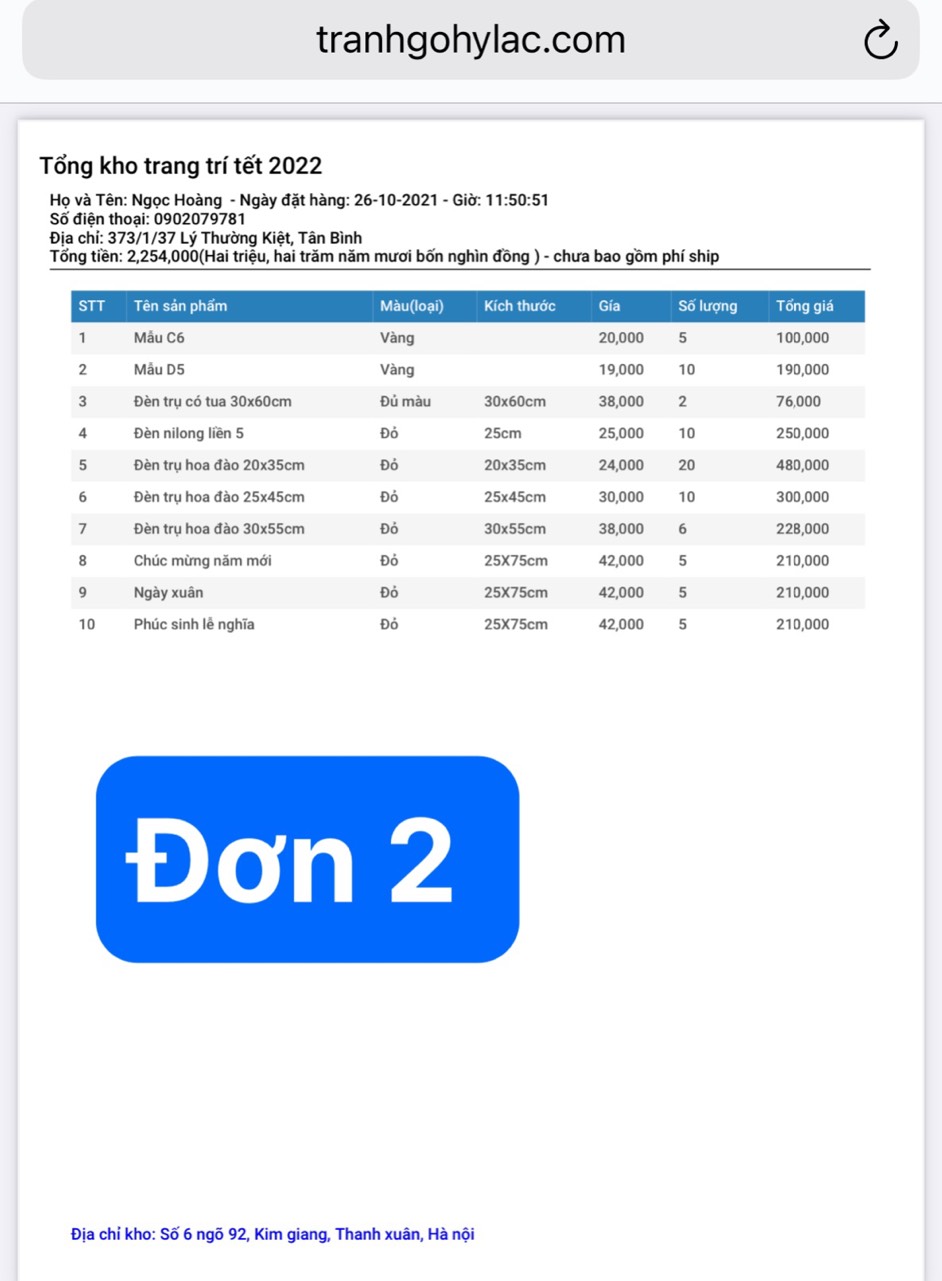 tranhgohylac.com
Tổng kho trang trí tết 2022
Họ và Tên: Ngọc Hoàng - Ngày đặt hàng: 26-10-2021 - Giờ: 11:50:51
Số điện thoại: 0902079781
Địa chỉ: 373/1/37 Lý Thường Kiệt, Tân Bình
Tổng tiền: 2,254,000(Hai triệu, hai trăm năm mươi bốn nghìn đồng ) - chưa bao gồm phí ship
STT Tên sản phẩm Màu(loại) Kích thước Gía Số lượng Tổng giá
1 Mẫu C6 Vàng 20,000 5 100,000
2 Mẫu D5 Vàng 19,000 10 190,000
3 Đèn trụ có tua 30x60cm Đủ màu 30x60cm 38,000 2 76,000
4 Đèn nilong liền 5 Đỏ 25cm 25,000 10 250,000
5 Đèn trụ hoa đào 20x35cm Đỏ 20x35cm 24,000 20 480,000
6 Đèn trụ hoa đào 25x45cm Đỏ 25x45cm 30,000 10 300,000
7 Đèn trụ hoa đào 30x55cm Đỏ 30x55cm 38,000 6 228,000
8 Chúc mừng năm mới Đỏ 25X75cm 42,000 5 210,000
9 Ngày xuân Đỏ 25X75cm 42,000 5 210,000
10 Phúc sinh lễ nghĩa Đỏ 25X75cm 42,000 5 210,000
Đơn 2
Địa chỉ kho: Số 6 ngõ 92, Kim giang, Thanh xuân, Hà nội